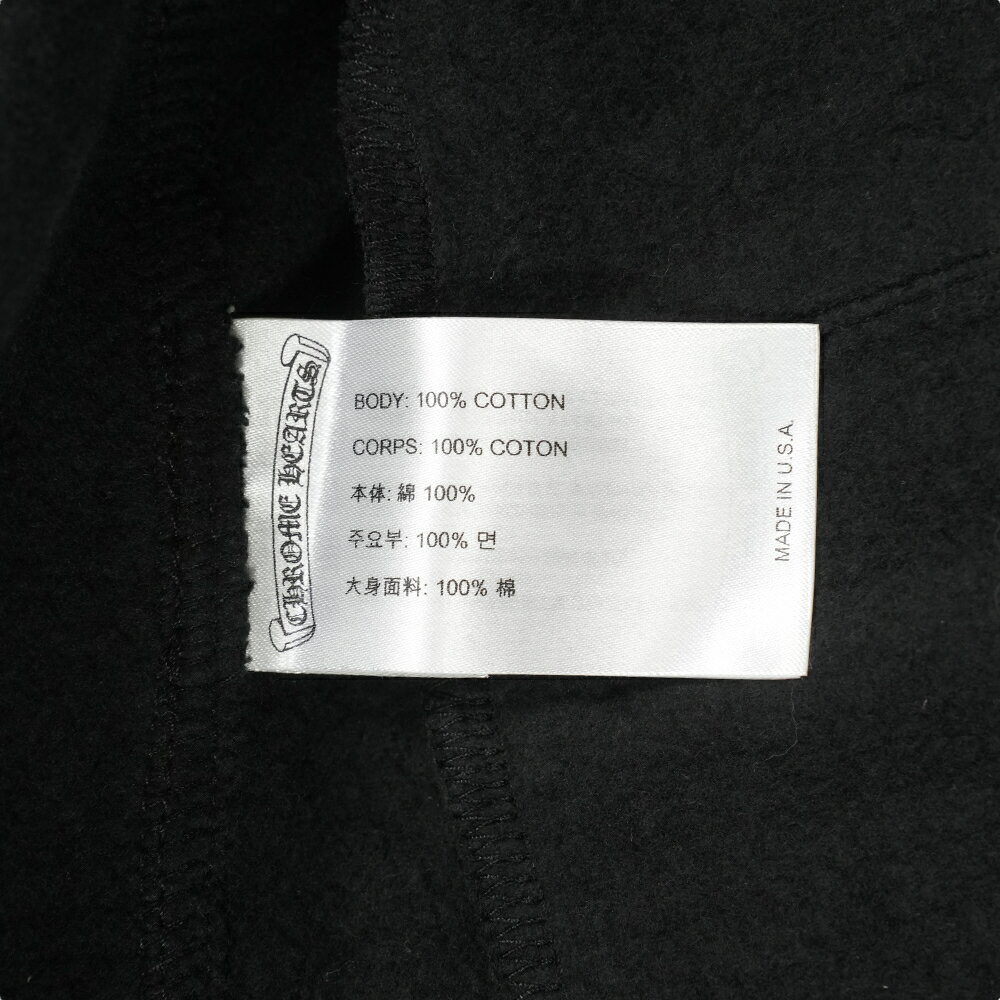 CHROME HEARTS
BODY: 100% COTTON
CORPS: 100% COTON
本体: 綿 100%
주요부: 100% 면
大身面料: 100% 棉
MADE IN U.S.A.